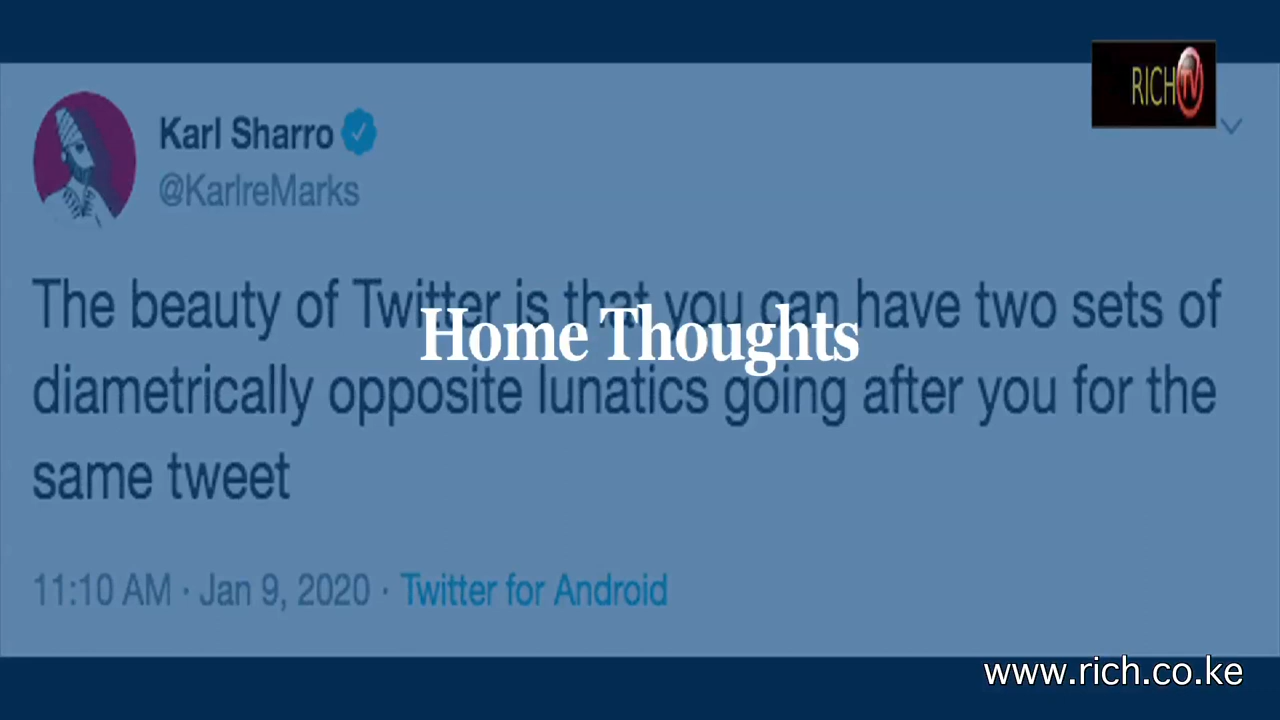 RICHTV
Karl Sharro
@KarlreMarks
The beauty of Twitter is that you can have two sets of
Home Thoughts
diametrically opposite lunatics going after you for the
same tweet
11:10 AM · Jan 9, 2020 · Twitter for Android
www.rich.co.ke